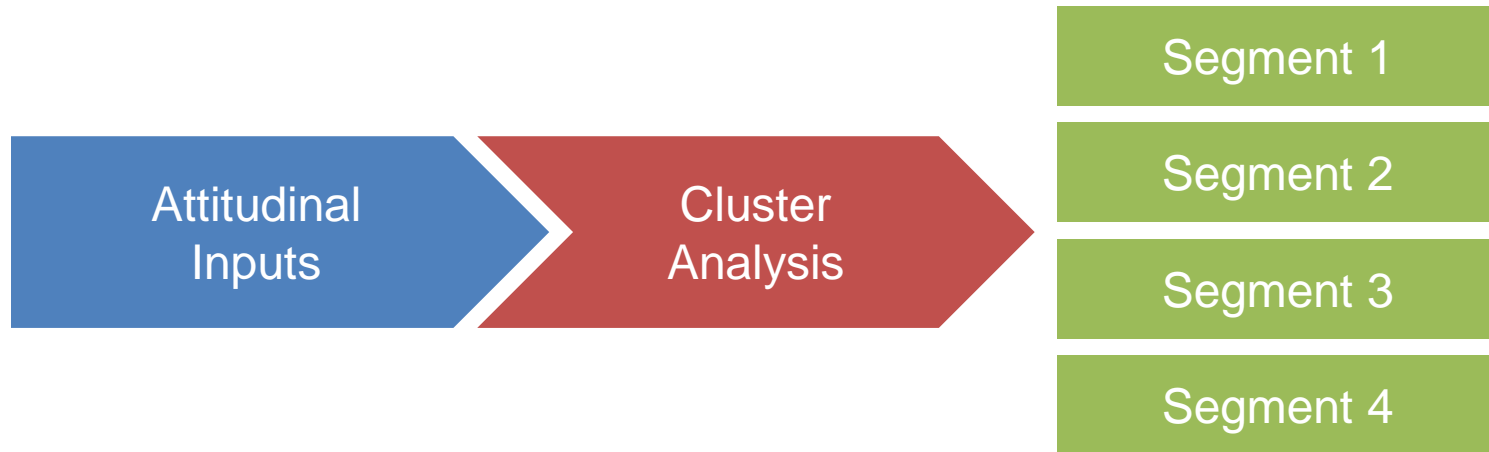 Attitudinal
Inputs
Cluster
Analysis
Segment 1
Segment 2
Segment 3
Segment 4